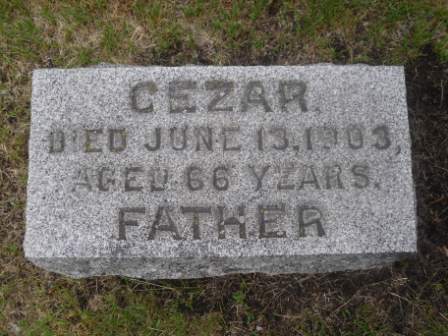 CEZAR.
DIED JUNE 13, 1903,
AGED 66 YEARS.
FATHER